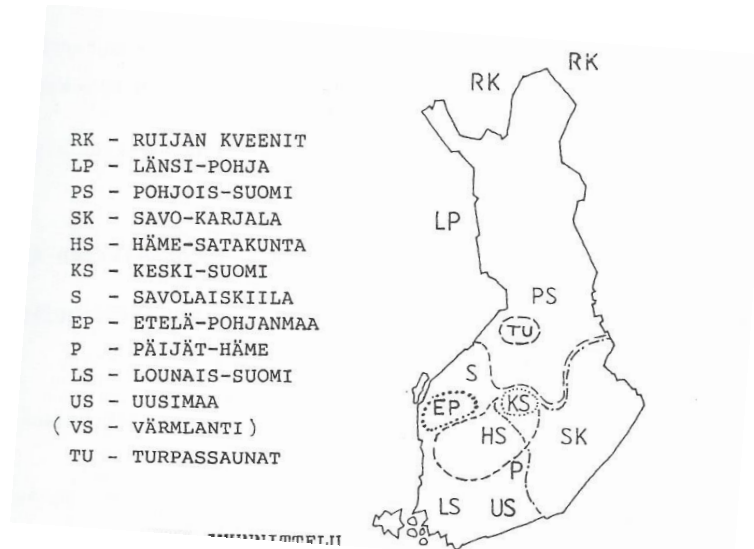 RK - RUIJAN KVEENIT
LP - LÄNSI-POHJA
PS - POHJOIS-SUOMI
SK - SAVO-KARJALA
HS - HÄME-SATAKUNTA
KS - KESKI-SUOMI
S - SAVOLAISKIILA
EP - ETELÄ-POHJANMAA
P - PÄIJÄT-HÄME
LS - LOUNAIS-SUOMI
US - UUSIMAA
( VS - VÄRMLANTI )
TU - TURPASSAUNAT
RK
RK
LP
PS
TU
S
EP
KS
HS
SK
P
LS
US